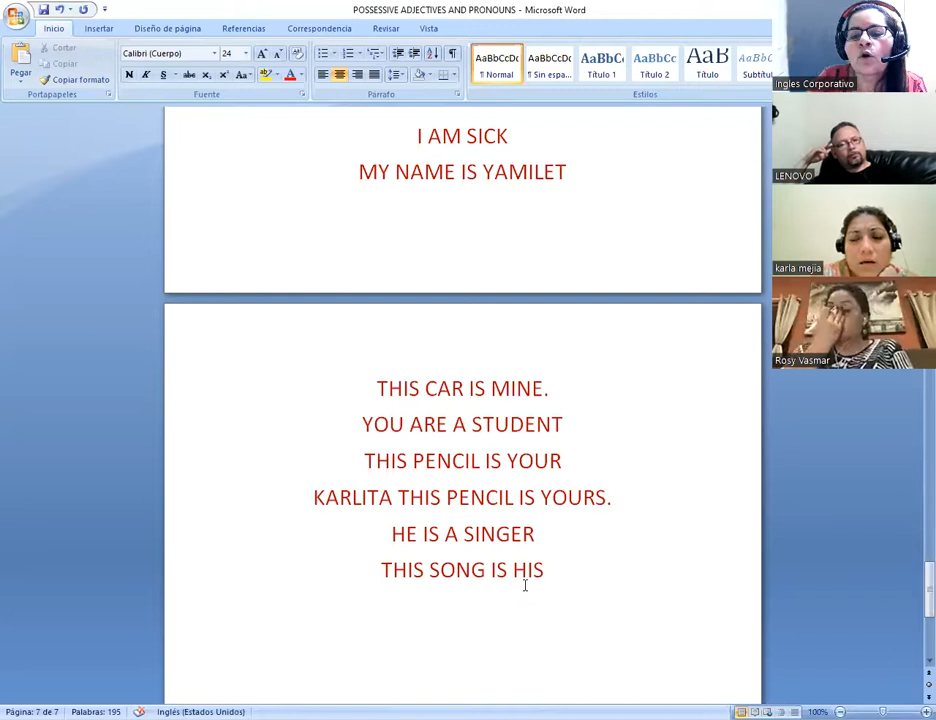 POSSESSIVE ADJECTIVES AND PRONOUNS - Microsoft Word
Inicio Insertar Diseño de página Referencias Correspondencia Revisar Vista
Pegar
Cortar
Copiar
Copiar formato
Portapapeles
Calibri (Cuerpo) 24
Fuente
Párrafo
AaBbCcDc AaBbCcDc AaBbCc AaBbCc AaB AaBbCc
¶ Normal ¶ Sin espa... Título 1 Título 2 Título Subtítul
Estilos
Ingles Corporativo
LENOVO
karla mejia
Rosy Vasmar
I AM SICK
MY NAME IS YAMILET
THIS CAR IS MINE.
YOU ARE A STUDENT
THIS PENCIL IS YOUR
KARLITA THIS PENCIL IS YOURS.
HE IS A SINGER
THIS SONG IS HIS
Página: 7 de 7 Palabras: 195 Inglés (Estados Unidos) 100%